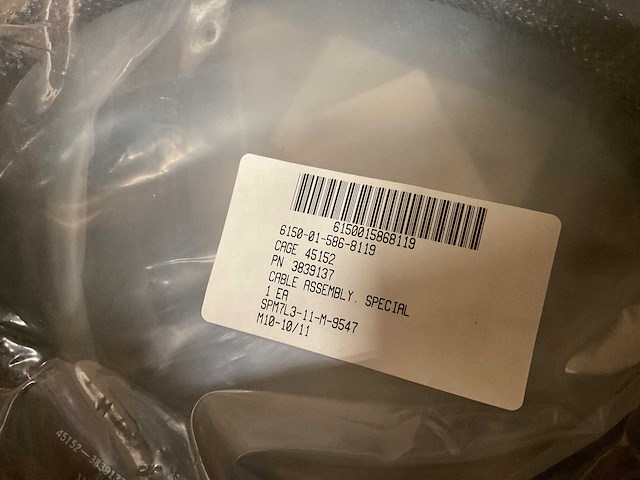 6150015868119
6150-01-586-8119
CAGE 45152
PN 3839137
CABLE ASSEMBLY, SPECIAL
1 EA
SPM7L3-11-M-9547
M10-10/11